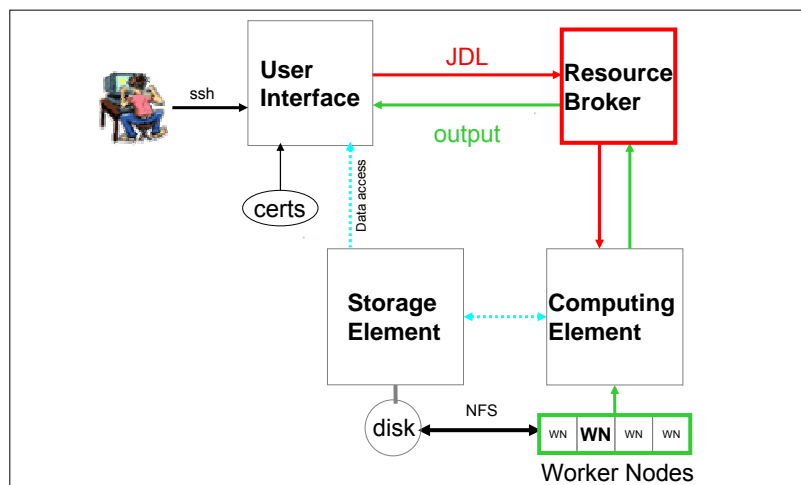 User
Interface
JDL
Resource
Broker
ssh
output
certs
Data access
Storage
Element
Computing
Element
NFS
disk
WN
WN
WN
WN
Worker Nodes